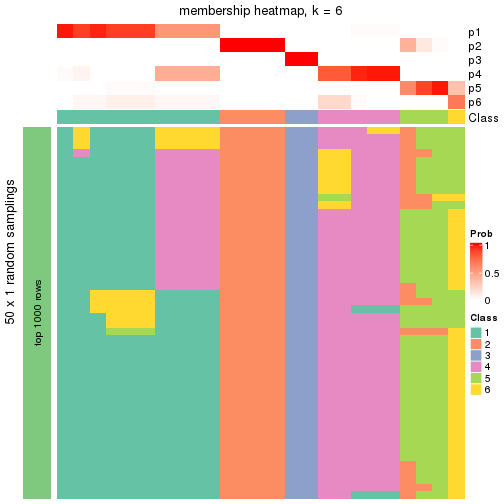 membership heatmap, k = 6
p1
p2
p3
p4
p5
p6
Class
50 x 1 random samplings
top 1000 rows
Prob
1
0.5
0
Class
1
2
3
4
5
6